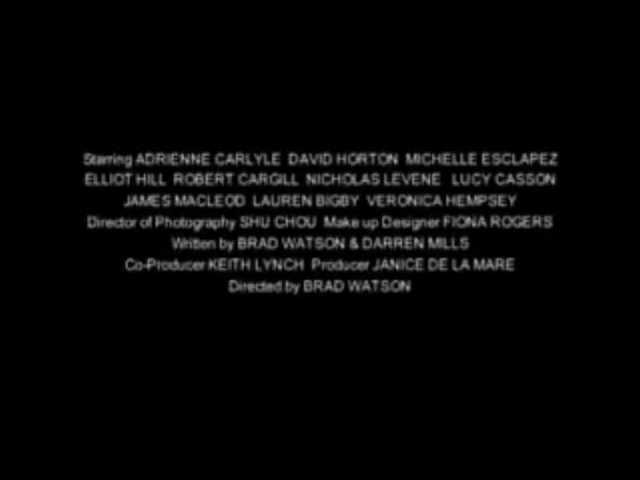 Starring ADRIENNE CARLYLE DAVID HORTON MICHELLE ESCLAPEZ
ELLIOT HILL ROBERT CARGILL NICHOLAS LEVENE LUCY CASSON
JAMES MACLEOD LAUREN BIGBY VERONICA HEMPSEY
Director of Photography SHU CHOU Make up Designer FIONA ROGERS
Written by BRAD WATSON & DARREN MILLS
Co-Producer KEITH LYNCH Producer JANICE DE LA MARE
Directed by BRAD WATSON